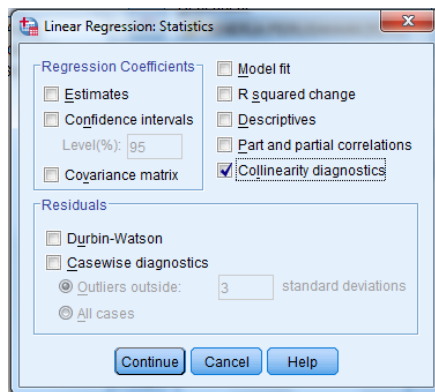 Linear Regression: Statistics
Regression Coefficients
Estimates
Confidence intervals
Level(%): 95
Covariance matrix
Model fit
R squared change
Descriptives
Part and partial correlations
Collinearity diagnostics
Residuals
Durbin-Watson
Casewise diagnostics
Outliers outside: 3 standard deviations
All cases
Continue Cancel Help